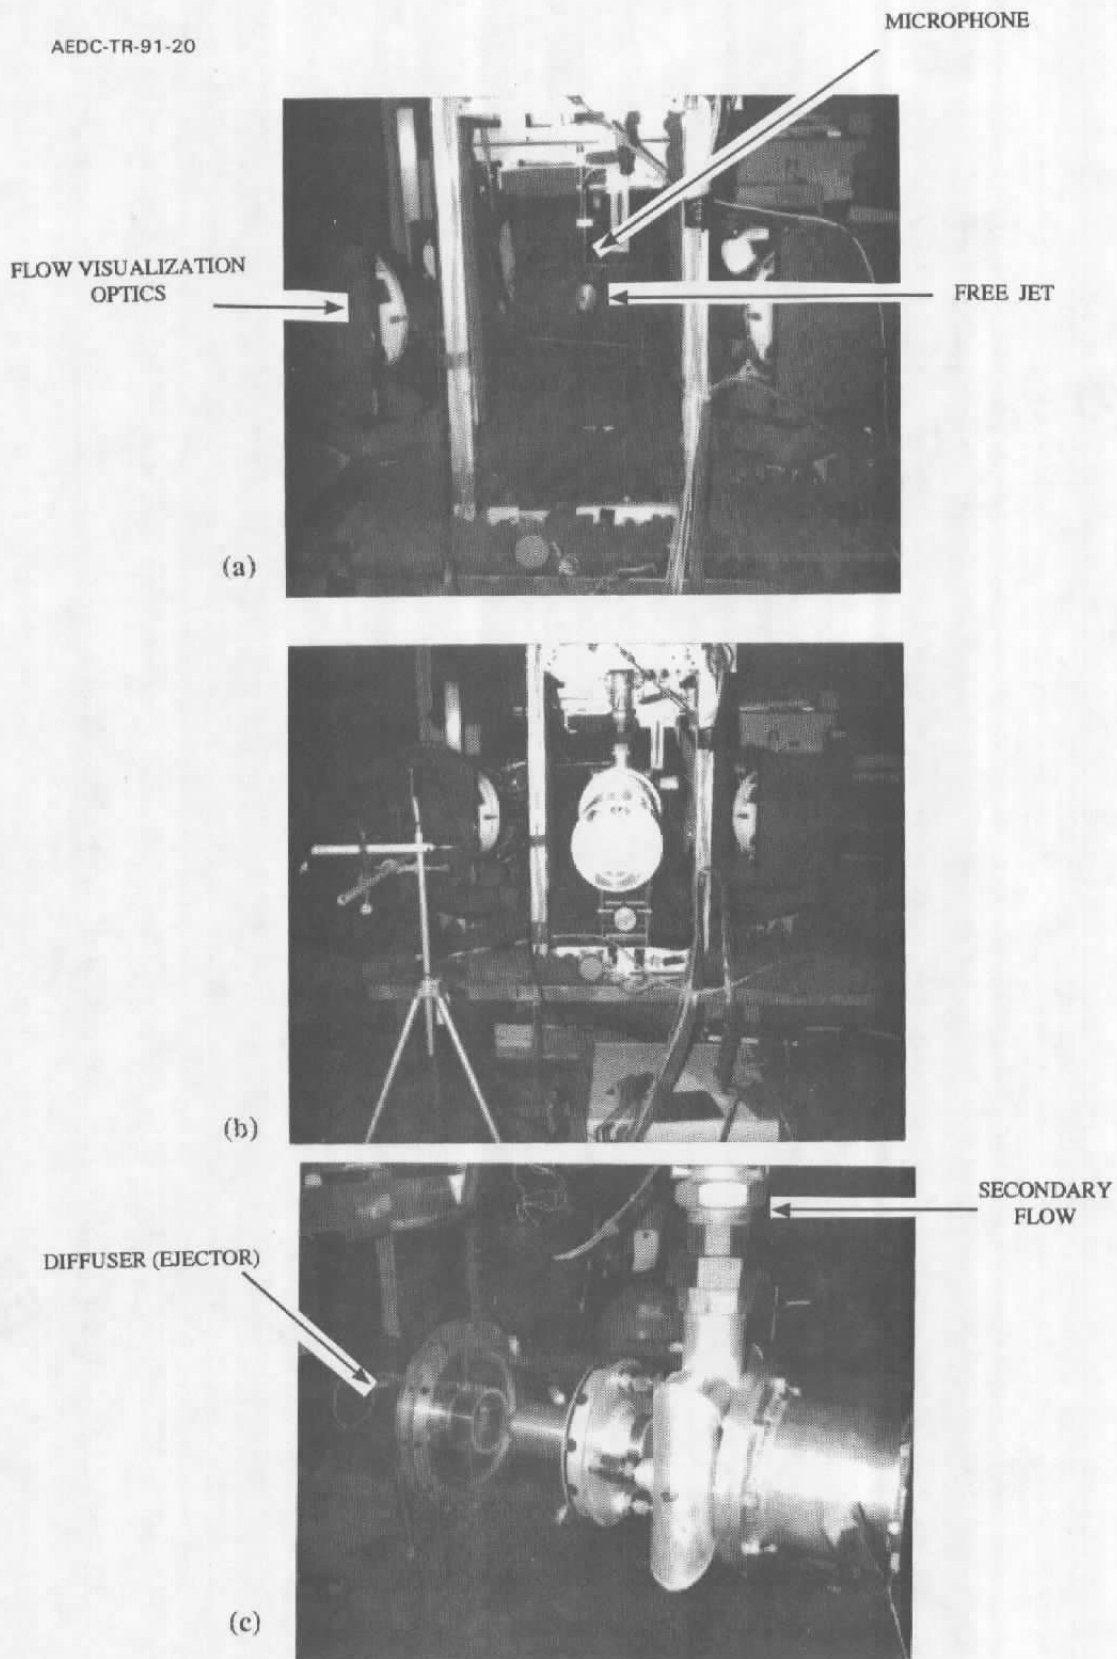 AEDC-TR-91-20
MICROPHONE
FLOW VISUALIZATION
OPTICS
FREE JET
(a)
(b)
SECONDARY
FLOW
DIFFUSER (EJECTOR)
(c)